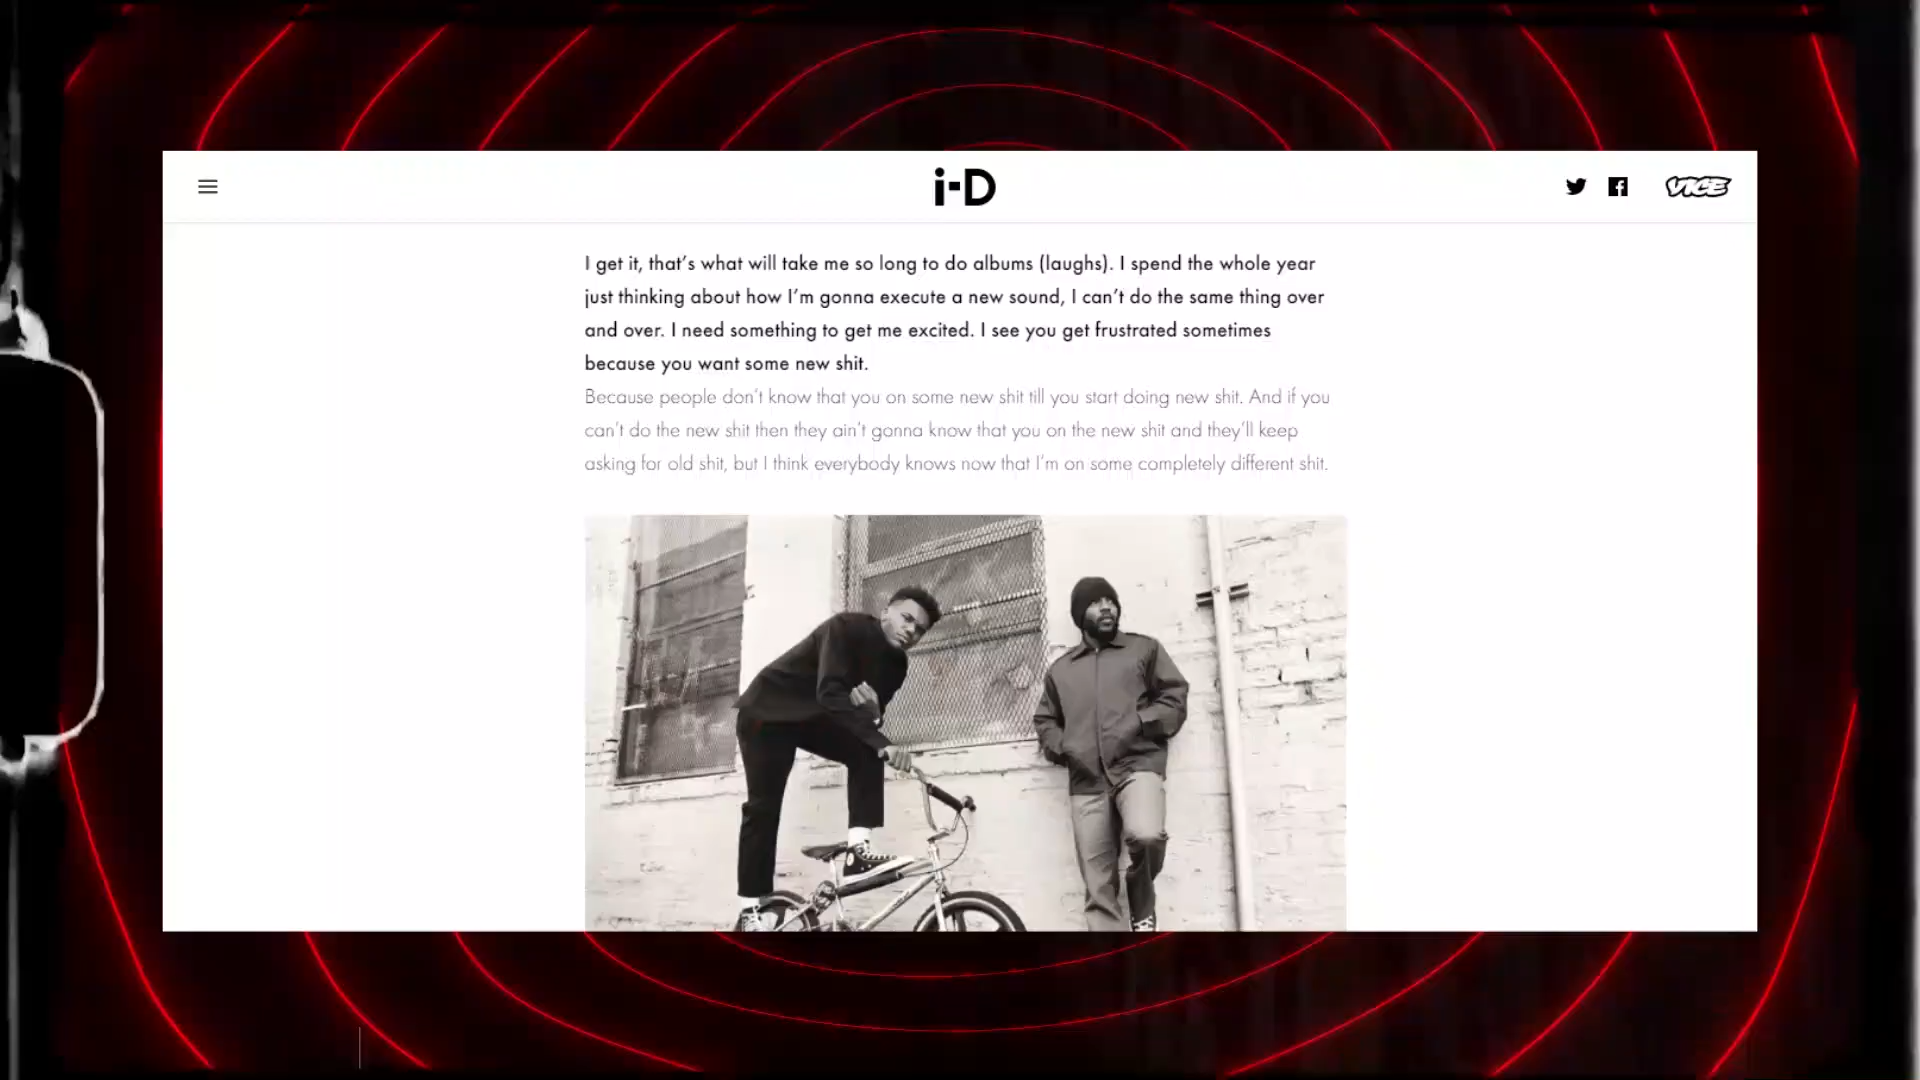 i-D
VICE
I get it, that’s what will take me so long to do albums (laughs). I spend the whole year
just thinking about how I’m gonna execute a new sound, I can’t do the same thing over
and over. I need something to get me excited. I see you get frustrated sometimes
because you want some new shit.
Because people don’t know that you on some new shit till you start doing new shit. And if you
can’t do the new shit then they ain’t gonna know that you on the new shit and they’ll keep
asking for old shit, but I think everybody knows now that I’m on some completely different shit.